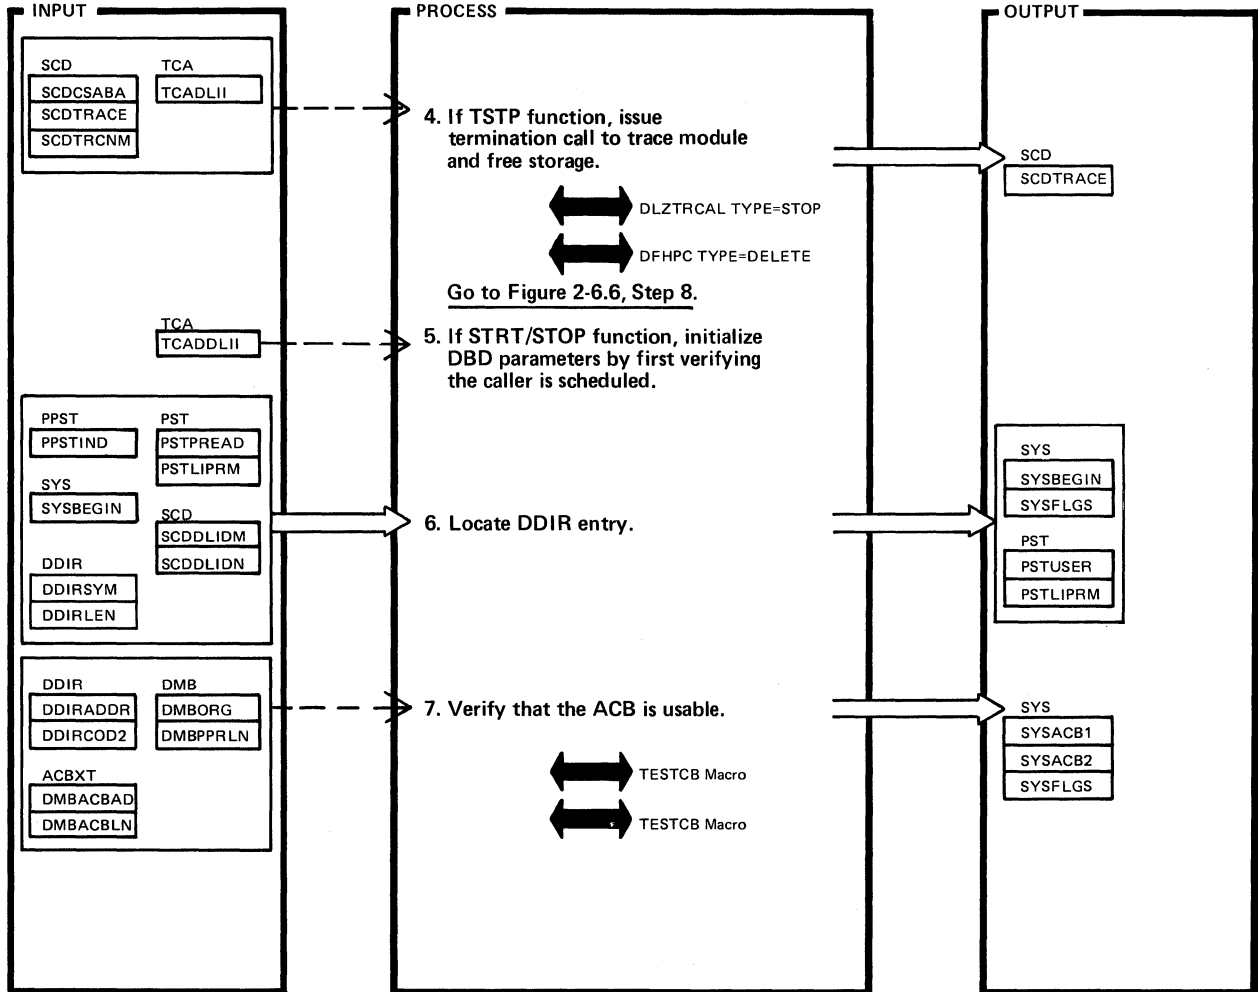 INPUT
PROCESS
OUTPUT
SCD
TCA
SCDCSABA
TCADLII
SCDTRACE
SCDTRCNM
4. If TSTP function, issue
termination call to trace module
and free storage.
SCD
SCDTRACE
DLZTRCAL TYPE=STOP
DFHPC TYPE=DELETE
Go to Figure 2-6.6, Step 8.
TCA
TCADDLII
5. If STRT/STOP function, initialize
DBD parameters by first verifying
the caller is scheduled.
PPST
PST
PPSTIND
PSTPREAD
PSTLIPRM
SYS
SYSBEGIN
SCD
SCDDLIDM
SCDDLIDN
DDIR
DDIRSYM
DDIRLEN
6. Locate DDIR entry.
SYS
SYSBEGIN
SYSFLGS
PST
PSTUSER
PSTLIPRM
DDIR
DMB
DDIRADDR
DMBORG
DDIRCOD2
DMBPPRLN
ACBXT
DMBACBAD
DMBACBLN
7. Verify that the ACB is usable.
TESTCB Macro
TESTCB Macro
SYS
SYSACB1
SYSACB2
SYSFLGS